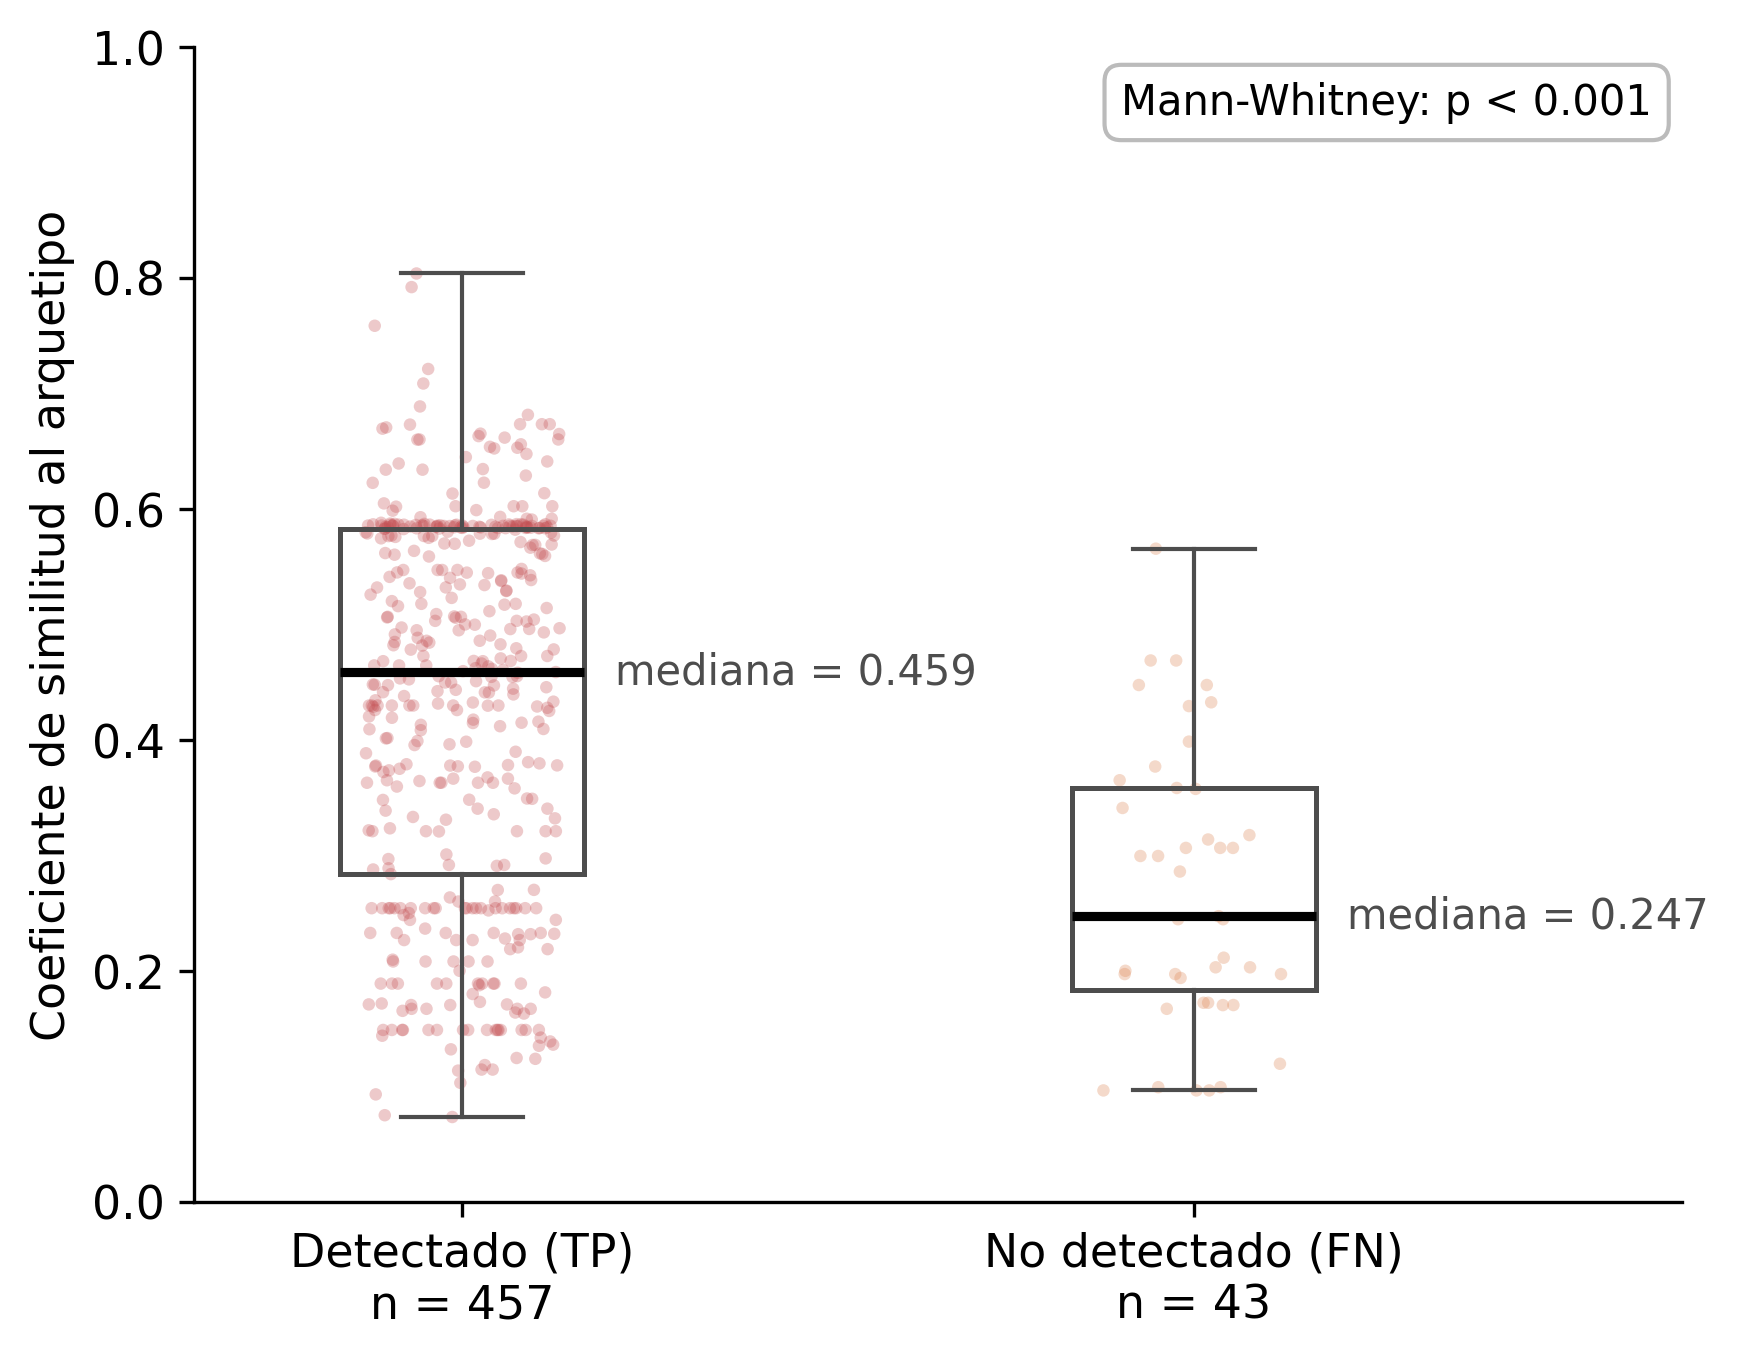 Coeficiente de similitud al arquetipo
1.0
0.8
0.6
0.4
0.2
0.0
Mann-Whitney: p < 0.001
mediana = 0.459
mediana = 0.247
Detectado (TP)
n = 457
No detectado (FN)
n = 43